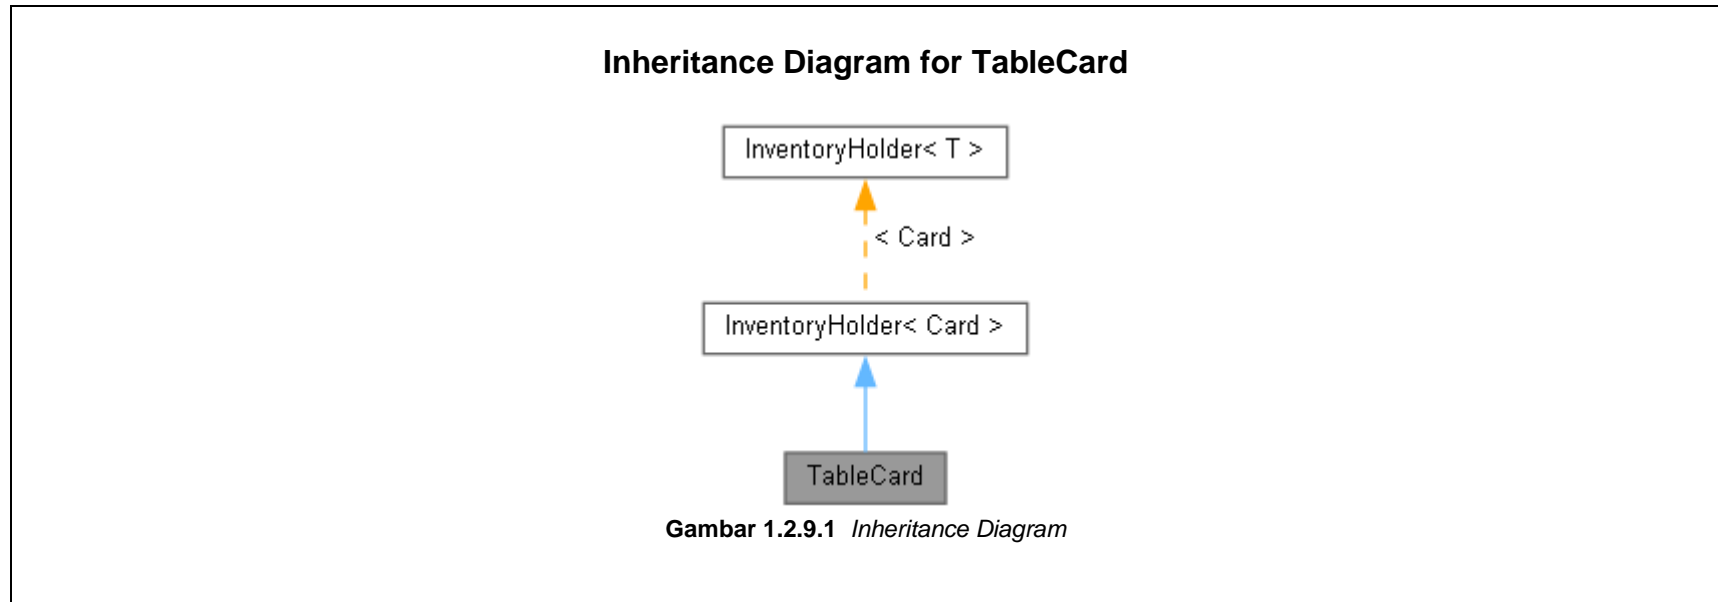 Inheritance Diagram for TableCard
InventoryHolder< T >
< Card >
InventoryHolder< Card >
TableCard
Gambar 1.2.9.1 Inheritance Diagram